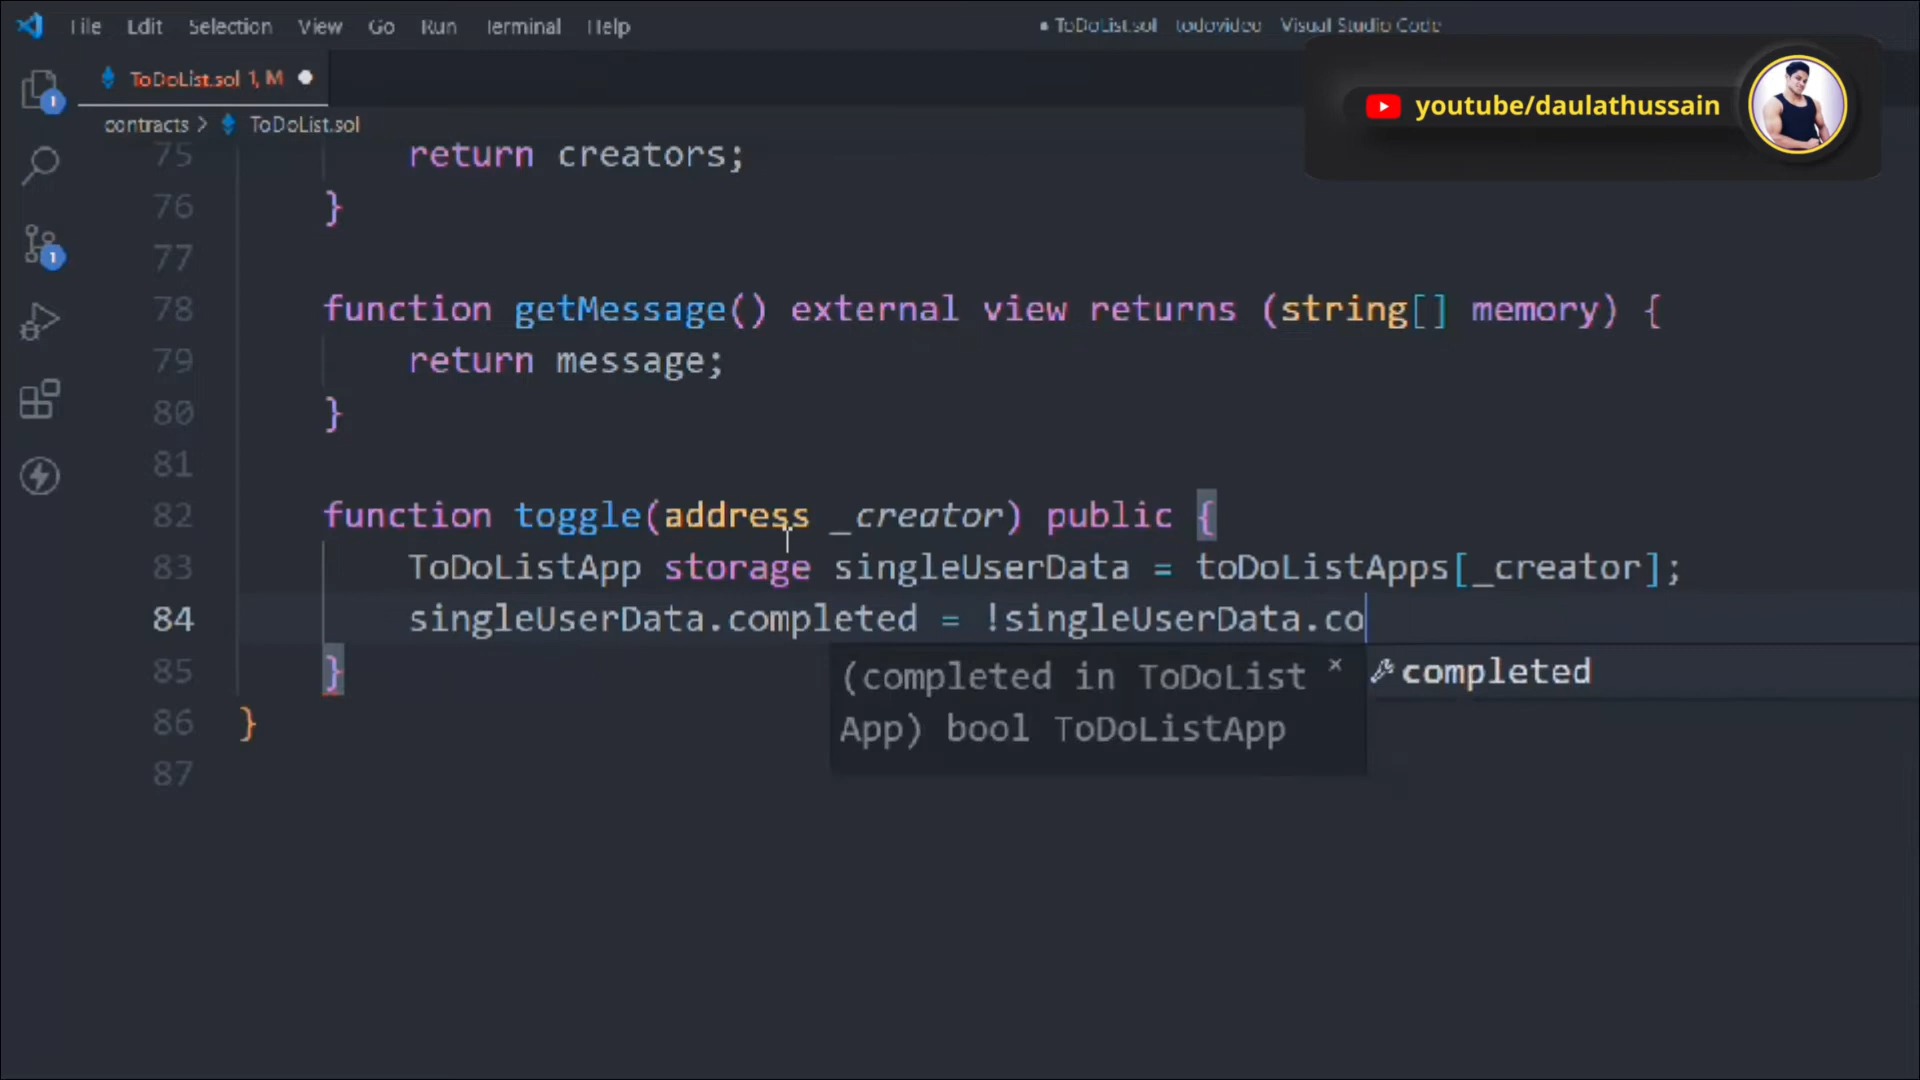 File Edit Selection View Go Run Terminal Help
● ToDoList.sol todovideo Visual Studio Code
youtube/daulathussain
ToDoList.sol 1, M
contracts > ToDoList.sol
1
1
75 return creators;
76 }
77
78 function getMessage() external view returns (string[] memory) {
79 return message;
80 }
81
82 function toggle(address _creator) public {
83 ToDoListApp storage singleUserData = toDoListApps[_creator];
84 singleUserData.completed = !singleUserData.co
85 }
(completed in ToDoList
App) bool ToDoListApp
completed
86 }
87